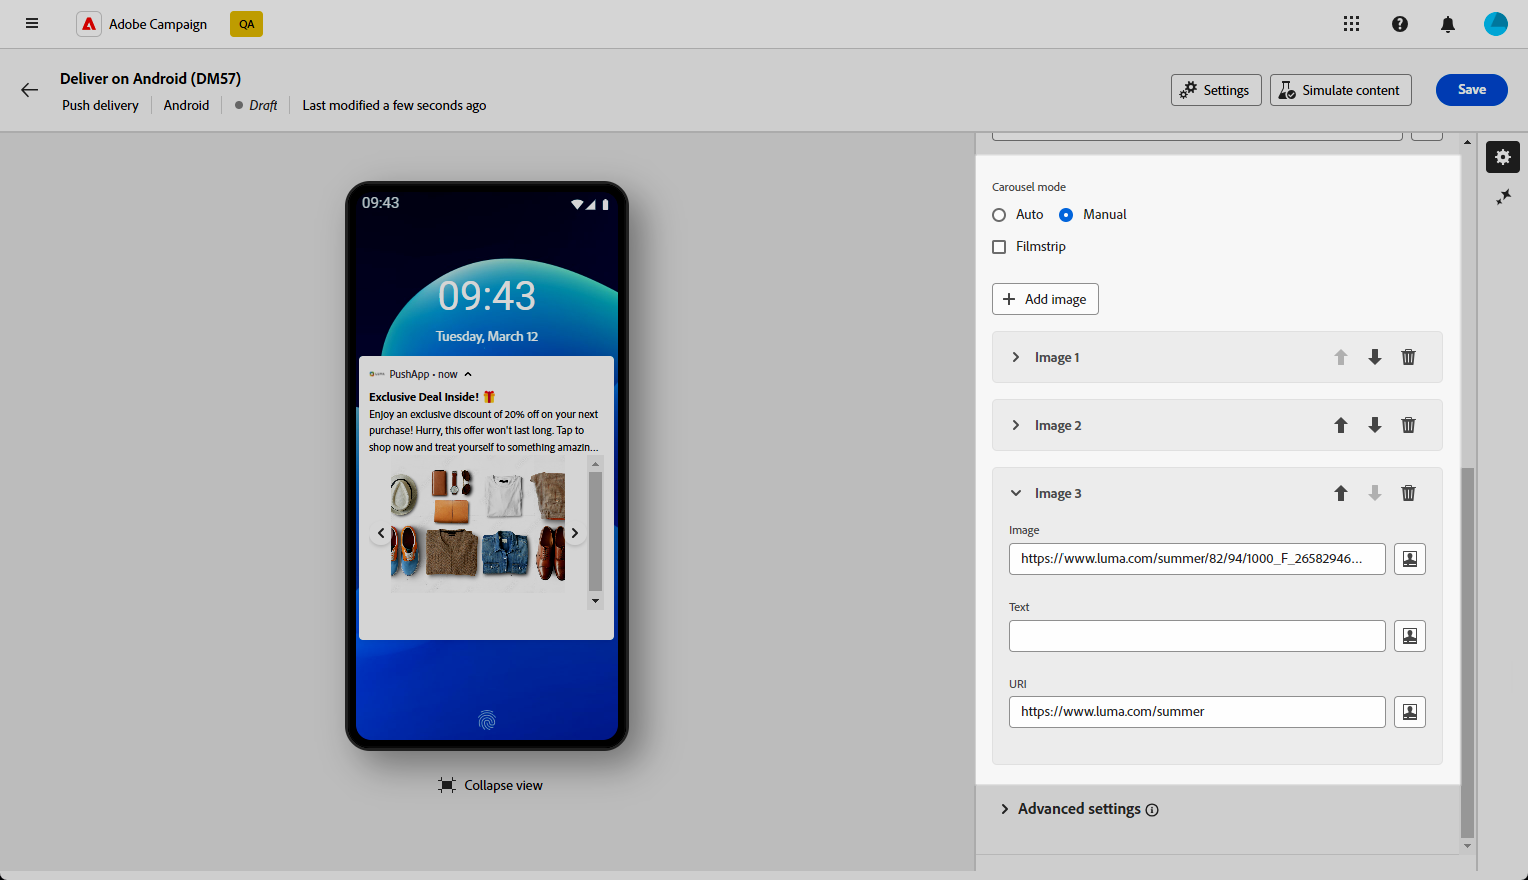 Adobe Campaign
QA
Deliver on Android (DM57)
Push delivery
Android
Draft
Last modified a few seconds ago
Settings
Simulate content
Save
09:43
09:43
Tuesday, March 12
PushApp • now
Exclusive Deal Inside! 🎁
Enjoy an exclusive discount of 20% off on your next
purchase! Hurry, this offer won't last long. Tap to
shop now and treat yourself to something amazin...
Collapse view
Carousel mode
Auto
Manual
Filmstrip
Add image
Image 1
Image 2
Image 3
Image
https://www.luma.com/summer/82/94/1000_F_26582946...
Text
URI
https://www.luma.com/summer
Advanced settings